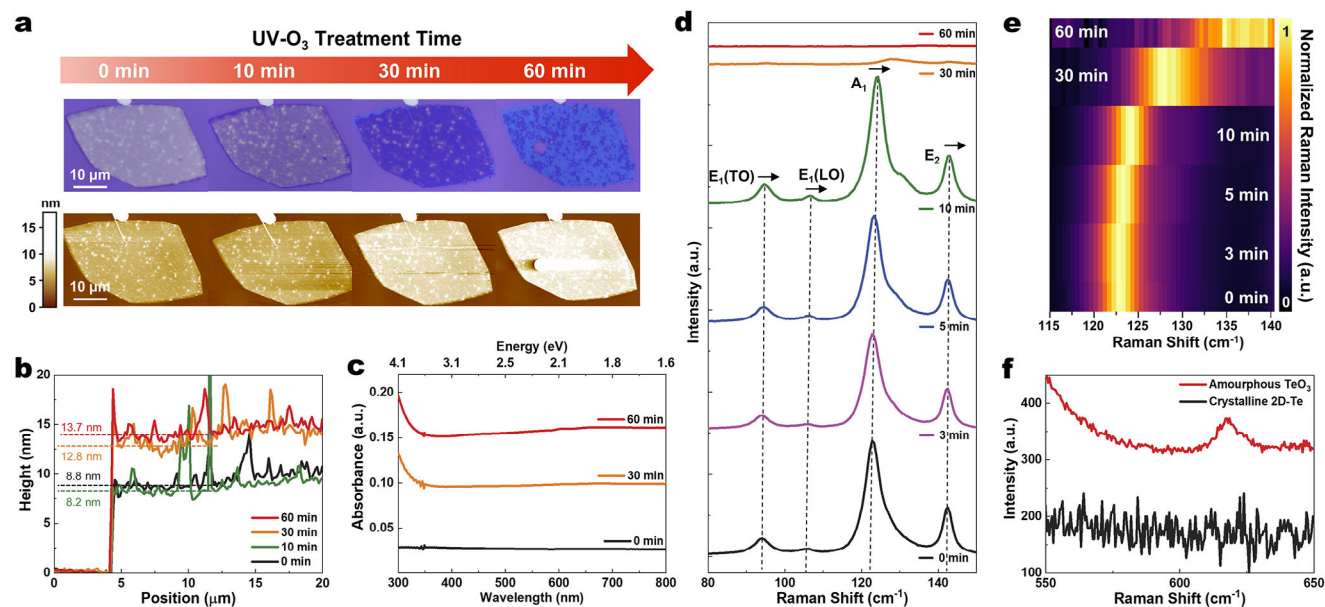 a
UV-O3 Treatment Time
0 min 10 min 30 min 60 min
10 µm
nm
15
10
5
0
10 µm
b
20
15
10
5
0
Height (nm)
13.7 nm
12.8 nm
8.8 nm
8.2 nm
60 min
30 min
10 min
0 min
0 5 10 15 20
Position (µm)
c
Energy (eV)
4.1 3.1 2.5 2.1 1.8 1.6
0.20
0.15
0.10
0.05
Absorbance (a.u.)
60 min
30 min
0 min
300 400 500 600 700 800
Wavelength (nm)
d
60 min
30 min
A1
E2
E1(TO)
E1(LO)
10 min
5 min
3 min
0 min
Intensity (a.u.)
80 100 120 140
Raman Shift (cm-1)
e
60 min
30 min
10 min
5 min
3 min
0 min
1
0
Normalized Raman Intensity (a.u.)
115 120 125 130 135 140
Raman Shift (cm-1)
f
Amourphous TeO3
Crystalline 2D-Te
400
300
200
100
Intensity (a.u.)
550 600 650
Raman Shift (cm-1)